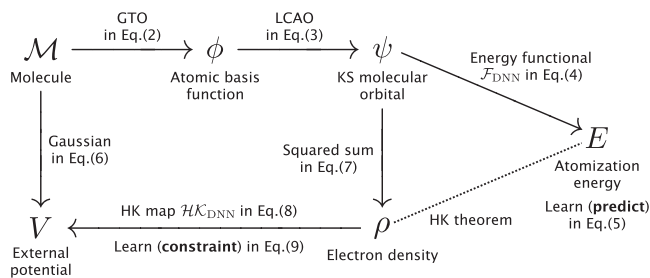 GTO
in Eq.(2)
LCAO
in Eq.(3)
ℳ
ϕ
ψ
Molecule
Atomic basis
function
KS molecular
orbital
Energy functional
ℱ_DNN in Eq.(4)
Gaussian
in Eq.(6)
Squared sum
in Eq.(7)
E
Atomization
energy
Learn (predict)
in Eq.(5)
HK map ℋ𝒦_DNN in Eq.(8)
HK theorem
V
ρ
Learn (constraint) in Eq.(9)
External
potential
Electron density